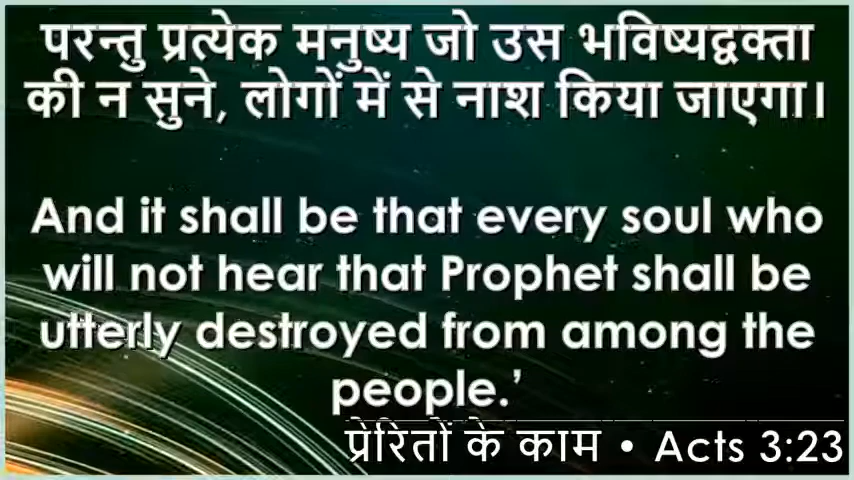 परन्तु प्रत्येक मनुष्य जो उस भविष्यद्वक्ता
की न सुने, लोगों में से नाश किया जाएगा।
And it shall be that every soul who
will not hear that Prophet shall be
utterly destroyed from among the
people.’
प्रेरितों के काम • Acts 3:23